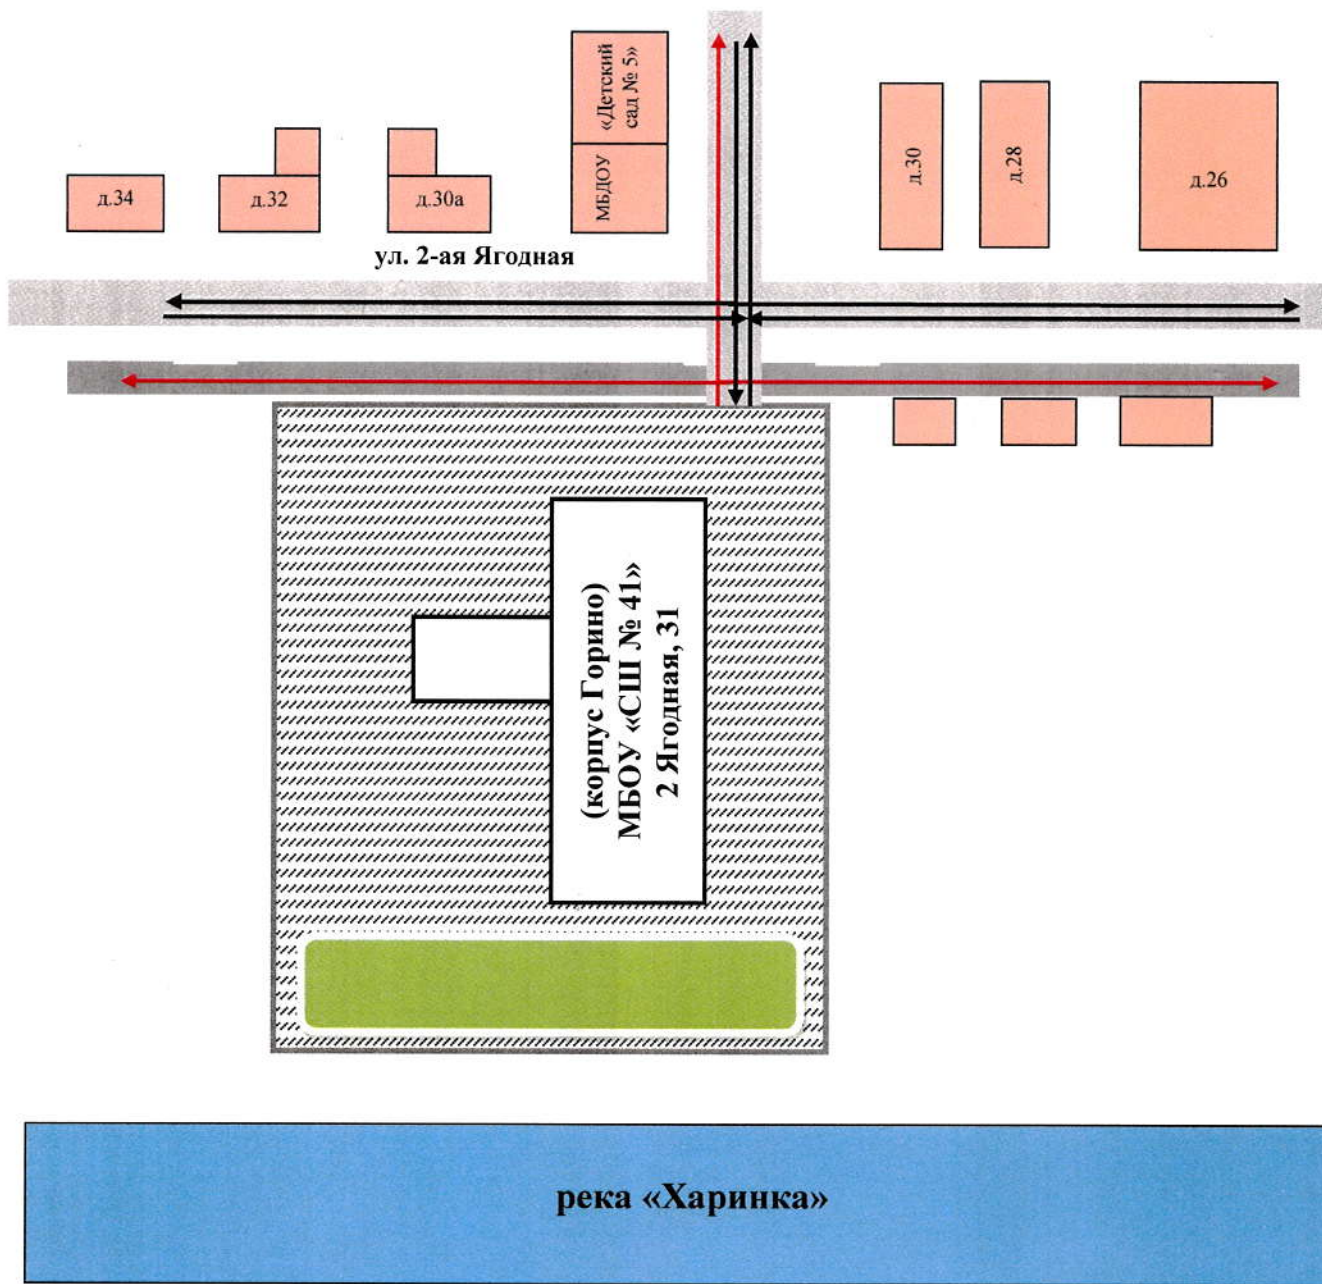 «Детский
сад № 5»
МБДОУ
д.30
д.28
д.26
д.34
д.32
д.30а
ул. 2-ая Ягодная
(корпус Горино)
МБОУ «СШ № 41»
2 Ягодная, 31
река «Харинка»